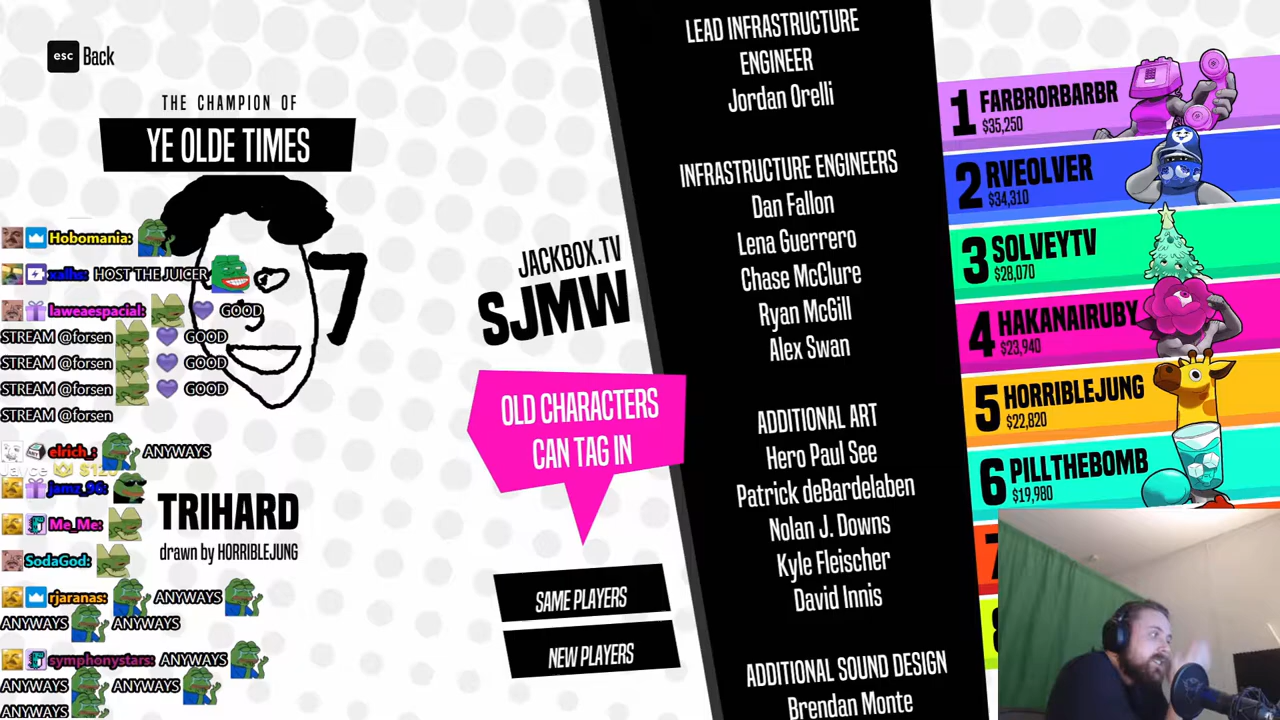 esc Back
THE CHAMPION OF
YE OLDE TIMES
Hobomania:
xalhs: HOST THE JUICER
laweaespacial: GOOD
STREAM @forsen GOOD
STREAM @forsen GOOD
STREAM @forsen GOOD
STREAM @forsen
elrich_: ANYWAYS
jamz_96:
Me_Me:
SodaGod:
rjaranas: ANYWAYS
ANYWAYS ANYWAYS
symphonystars: ANYWAYS
ANYWAYS ANYWAYS
ANYWAYS
TRIHARD
drawn by HORRIBLEJUNG
JACKBOX.TV
SJMW
OLD CHARACTERS
CAN TAG IN
SAME PLAYERS
NEW PLAYERS
LEAD INFRASTRUCTURE
ENGINEER
Jordan Orelli
INFRASTRUCTURE ENGINEERS
Dan Fallon
Lena Guerrero
Chase McClure
Ryan McGill
Alex Swan
ADDITIONAL ART
Hero Paul See
Patrick deBardelaben
Nolan J. Downs
Kyle Fleischer
David Innis
ADDITIONAL SOUND DESIGN
Brendan Monte
1 FARBRORBARBR
$35,250
2 RVEOLVER
$34,310
3 SOLVEYTV
$28,070
4 HAKANAIRUBY
$23,940
5 HORRIBLEJUNG
$22,820
6 PILLTHEBOMB
$19,980
7